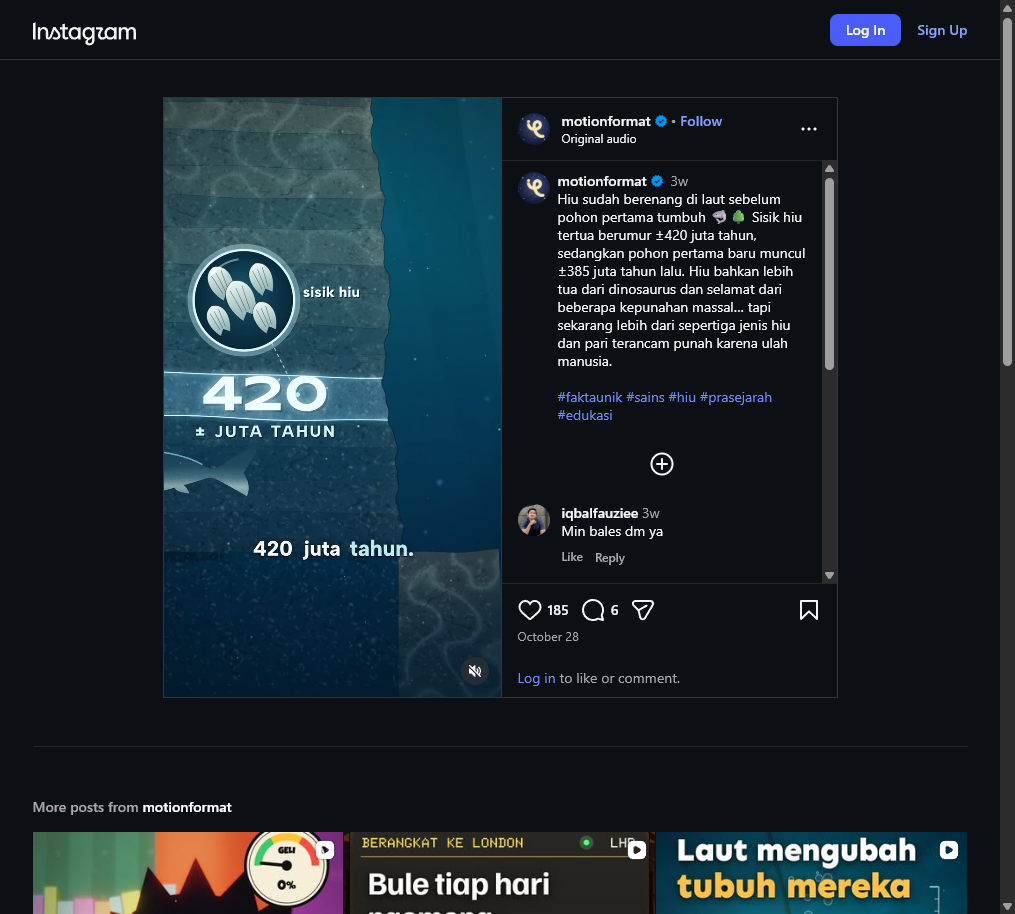 Instagram
Log In
Sign Up
sisik hiu
420
± JUTA TAHUN
420 juta tahun.
motionformat • Follow
Original audio
motionformat 3w
Hiu sudah berenang di laut sebelum
pohon pertama tumbuh 🦈🌳 Sisik hiu
tertua berumur ±420 juta tahun,
sedangkan pohon pertama baru muncul
±385 juta tahun lalu. Hiu bahkan lebih
tua dari dinosaurus dan selamat dari
beberapa kepunahan massal... tapi
sekarang lebih dari sepertiga jenis hiu
dan pari terancam punah karena ulah
manusia.
#faktaunik #sains #hiu #prasejarah
#edukasi
iqbalfauziee 3w
Min bales dm ya
Like Reply
185 6
October 28
Log in to like or comment.
More posts from motionformat
GELI
0%
BERANGKAT KE LONDON
Bule tiap hari
Laut mengubah
tubuh mereka